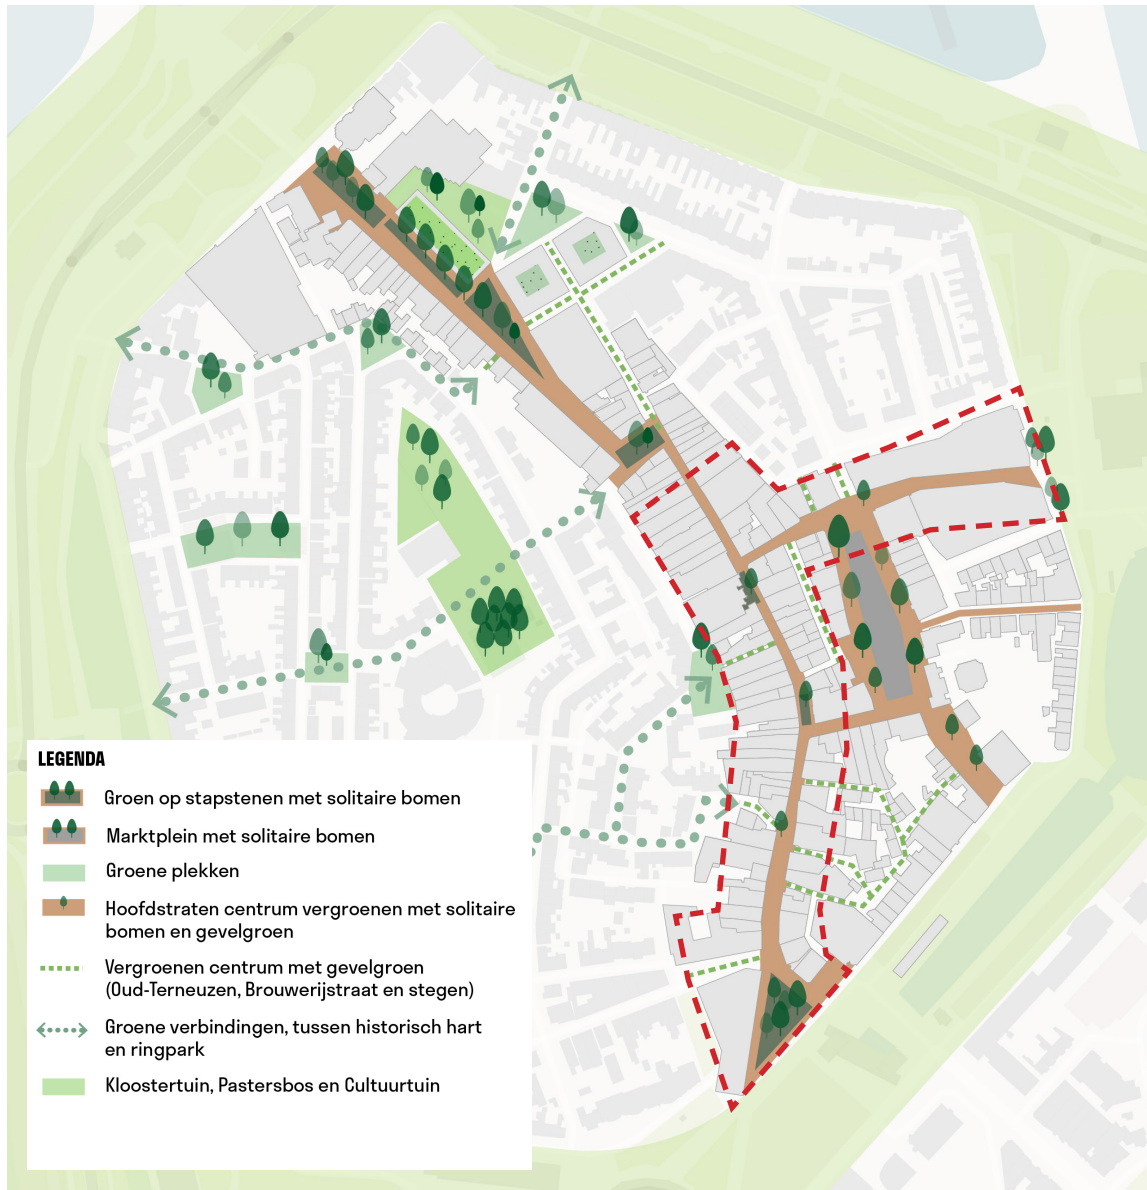 LEGENDA
Groen op stapstenen met solitaire bomen
Marktplein met solitaire bomen
Groene plekken
Hoofdstraten centrum vergroenen met solitaire
bomen en gevelgroen
Vergroenen centrum met gevelgroen
(Oud-Terneuzen, Brouwerijstraat en stegen)
Groene verbindingen, tussen historisch hart
en ringpark
Kloostertuin, Pastersbos en Cultuurtuin